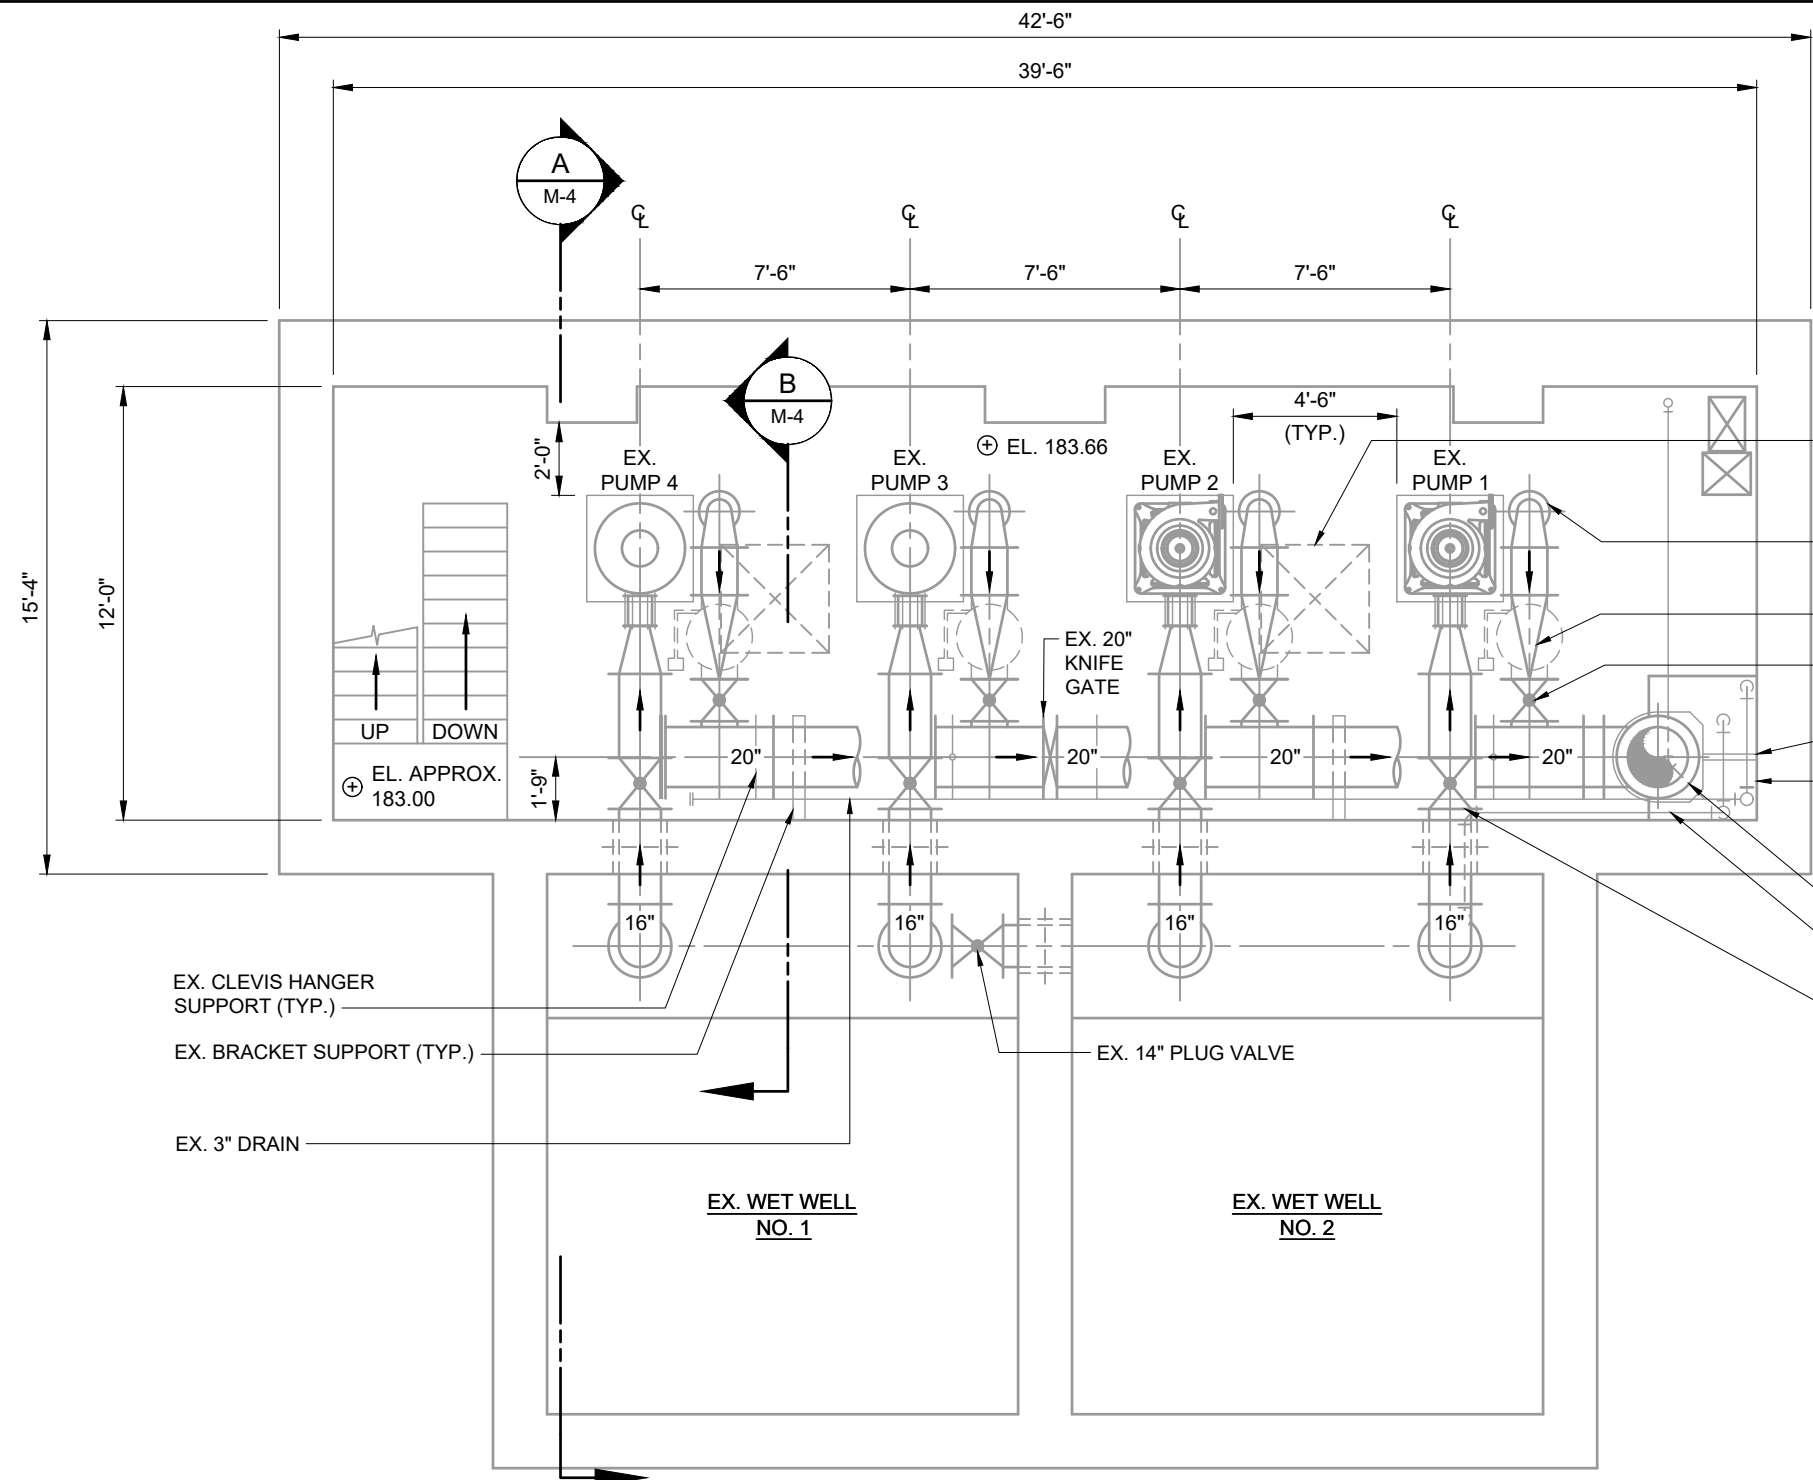 42'-6"
39'-6"
A
M-4
℄
℄
℄
℄
7'-6"
7'-6"
7'-6"
B
M-4
4'-6"
(TYP.)
2'-0"
EL. 183.66
EX.
PUMP 4
EX.
PUMP 3
EX.
PUMP 2
EX.
PUMP 1
15'-4"
12'-0"
EX. 20"
KNIFE
GATE
UP
DOWN
20"
20"
20"
20"
EL. APPROX.
183.00
1'-9"
16"
16"
16"
16"
EX. CLEVIS HANGER
SUPPORT (TYP.)
EX. BRACKET SUPPORT (TYP.)
EX. 14" PLUG VALVE
EX. 3" DRAIN
EX. WET WELL
NO. 1
EX. WET WELL
NO. 2